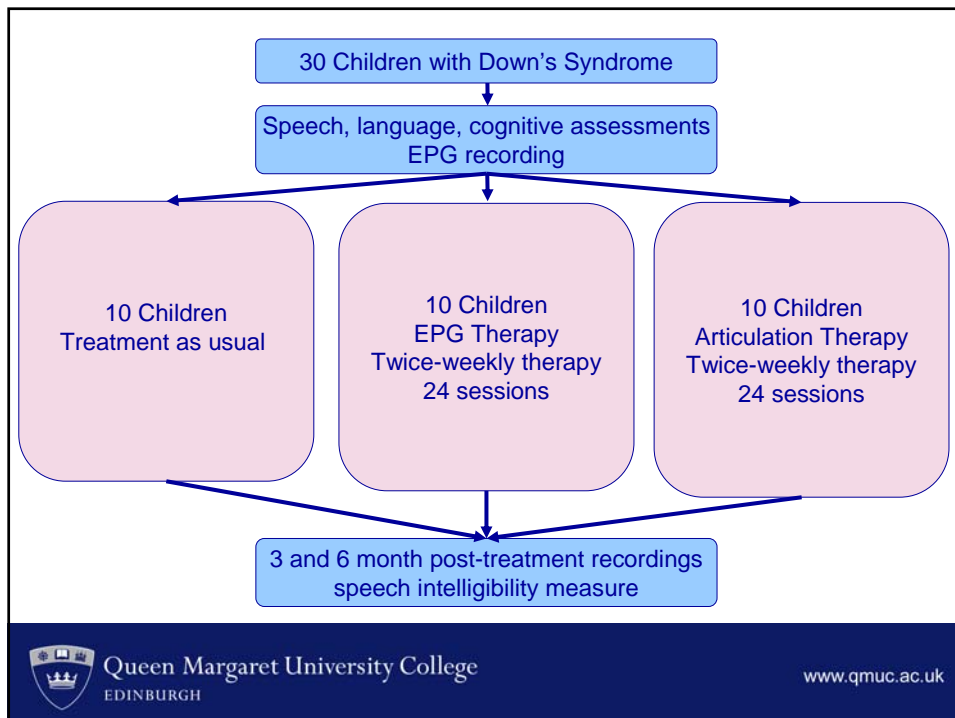 30 Children with Down's Syndrome
Speech, language, cognitive assessments
EPG recording
10 Children
Treatment as usual
10 Children
EPG Therapy
Twice-weekly therapy
24 sessions
10 Children
Articulation Therapy
Twice-weekly therapy
24 sessions
3 and 6 month post-treatment recordings
speech intelligibility measure
Queen Margaret University College
EDINBURGH
www.qmuc.ac.uk